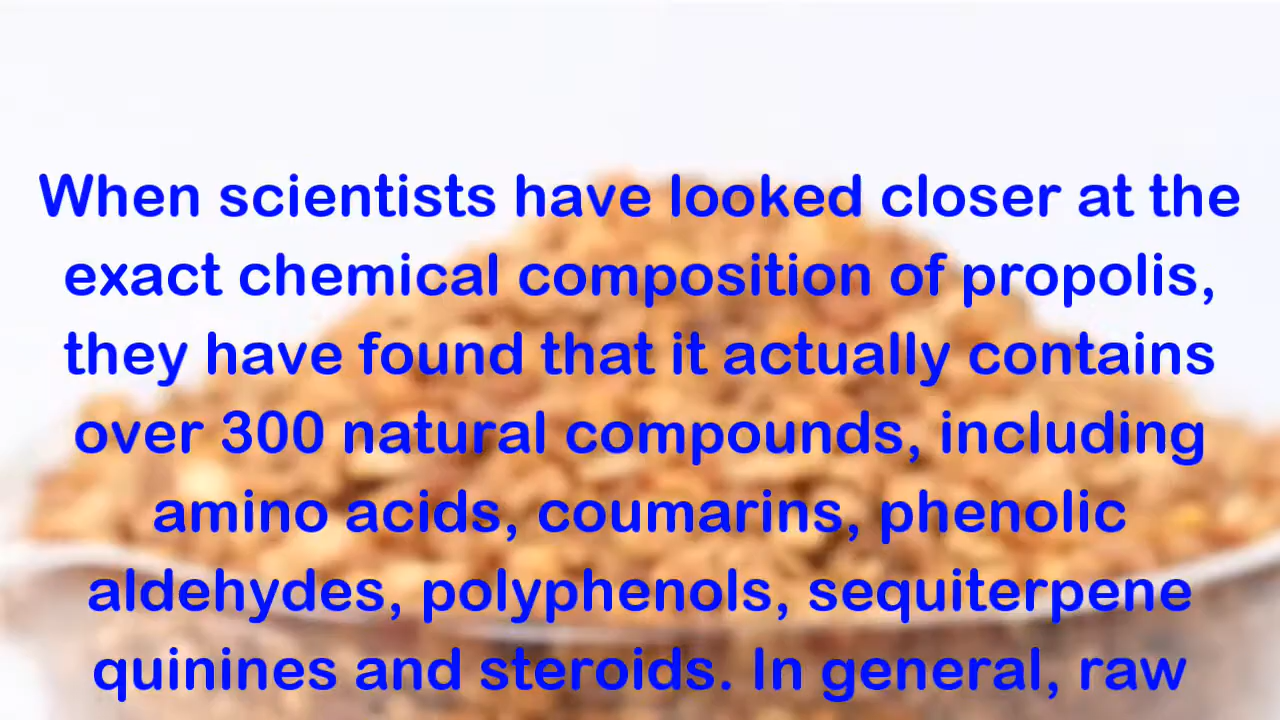 When scientists have looked closer at the
exact chemical composition of propolis,
they have found that it actually contains
over 300 natural compounds, including
amino acids, coumarins, phenolic
aldehydes, polyphenols, sequiterpene
quinines and steroids. In general, raw